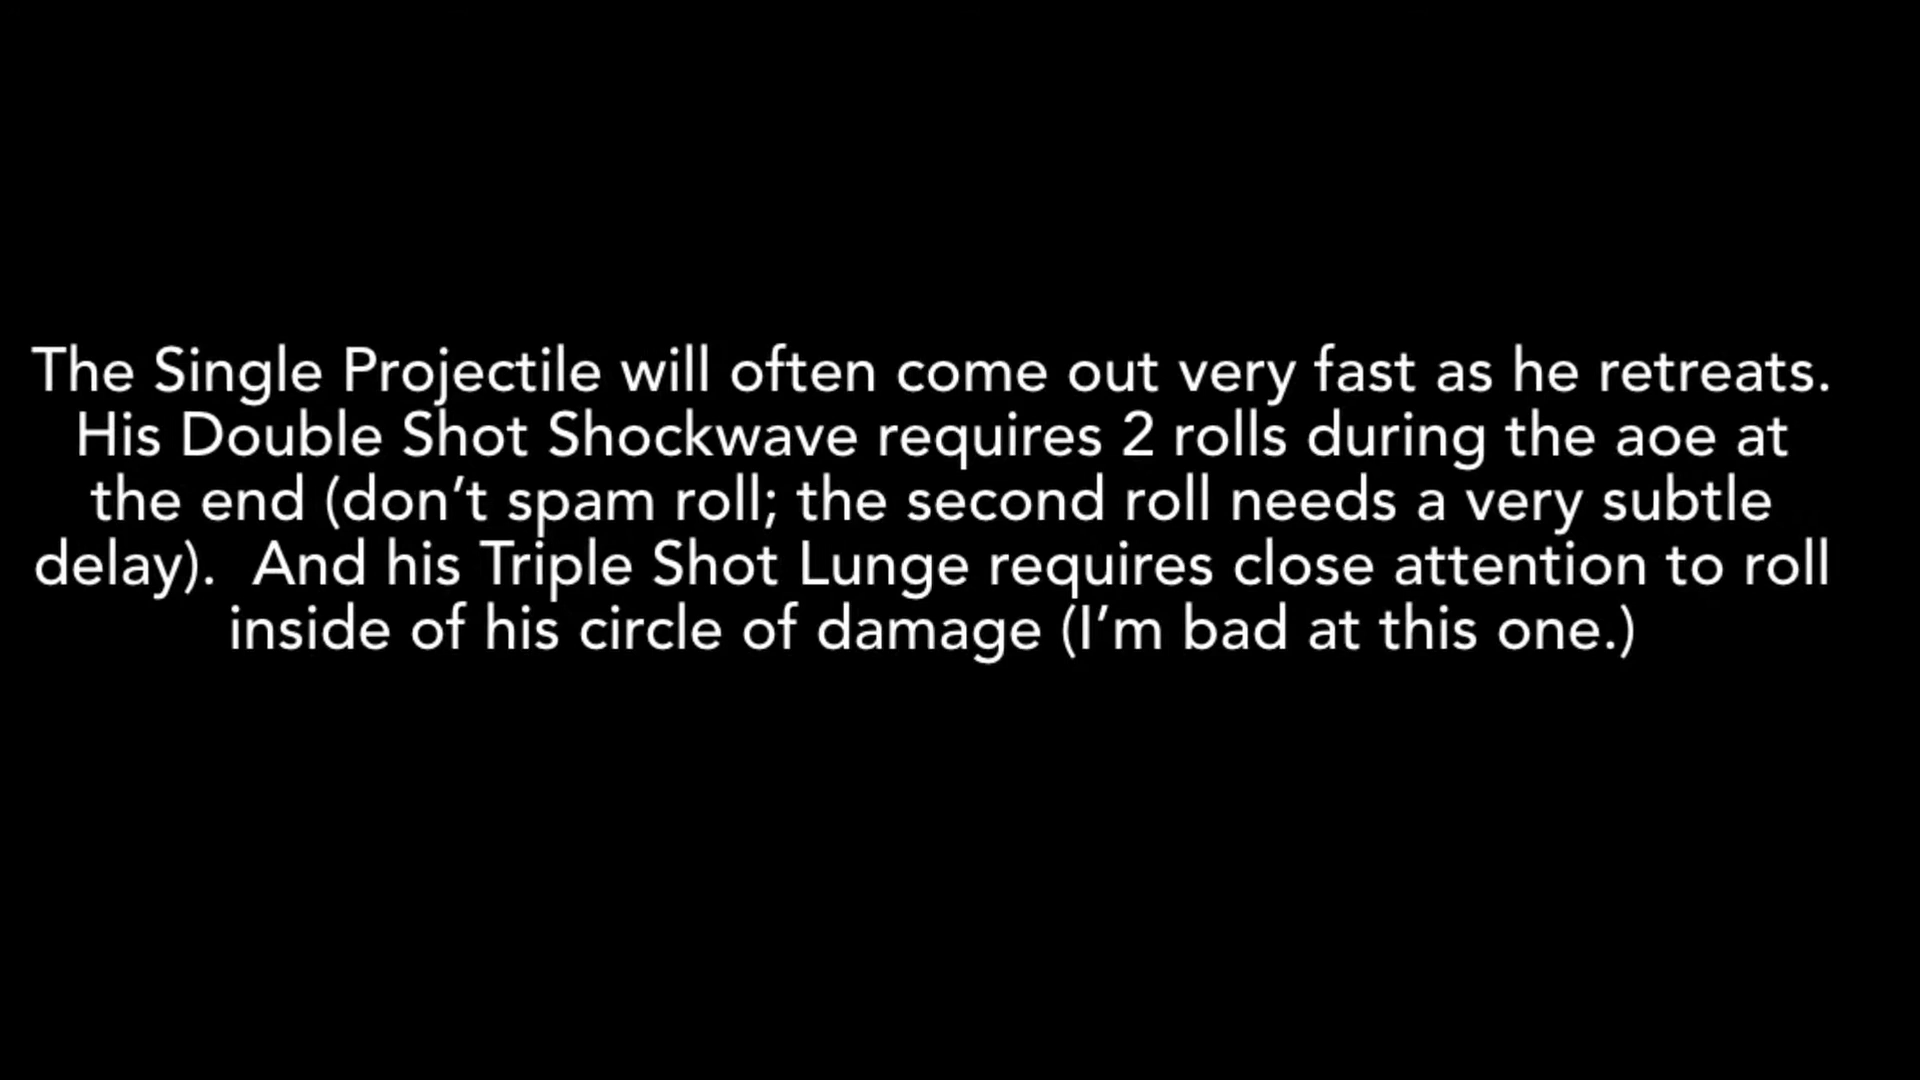 The Single Projectile will often come out very fast as he retreats.
His Double Shot Shockwave requires 2 rolls during the aoe at
the end (don’t spam roll; the second roll needs a very subtle
delay).  And his Triple Shot Lunge requires close attention to roll
inside of his circle of damage (I’m bad at this one.)